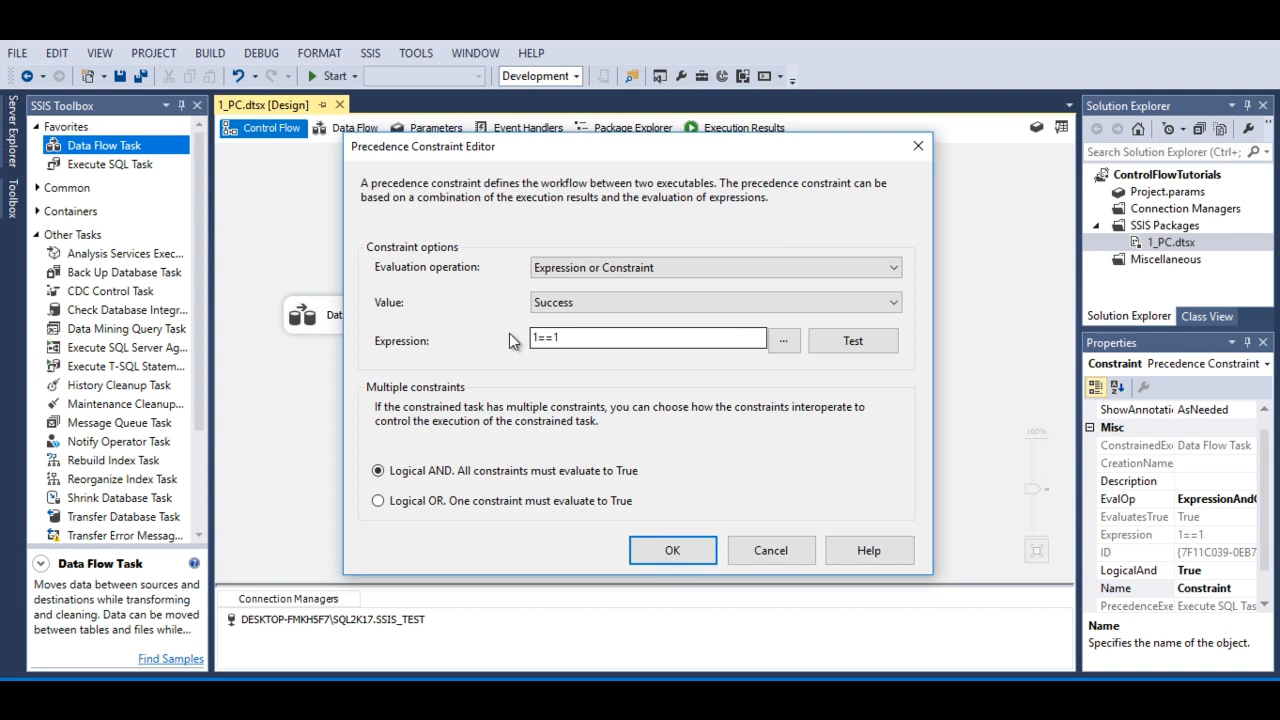 FILE EDIT VIEW PROJECT BUILD DEBUG FORMAT SSIS TOOLS WINDOW HELP
Start Development
Server Explorer
Toolbox
SSIS Toolbox
Favorites
Data Flow Task
Execute SQL Task
Common
Containers
Other Tasks
Analysis Services Exec...
Back Up Database Task
CDC Control Task
Check Database Integr...
Data Mining Query Task
Execute SQL Server Ag...
Execute T-SQL Statem...
History Cleanup Task
Maintenance Cleanup...
Message Queue Task
Notify Operator Task
Rebuild Index Task
Reorganize Index Task
Shrink Database Task
Transfer Database Task
Transfer Error Messag...
Data Flow Task
Moves data between sources and
destinations while transforming
and cleaning. Data can be moved
between tables and files while...
Find Samples
1_PC.dtsx [Design]
Control Flow Data Flow Parameters Event Handlers Package Explorer Execution Results
Dat
Precedence Constraint Editor
A precedence constraint defines the workflow between two executables. The precedence constraint can be
based on a combination of the execution results and the evaluation of expressions.
Constraint options
Evaluation operation: Expression or Constraint
Value: Success
Expression: 1==1 ... Test
Multiple constraints
If the constrained task has multiple constraints, you can choose how the constraints interoperate to
control the execution of the constrained task.
Logical AND. All constraints must evaluate to True
Logical OR. One constraint must evaluate to True
OK Cancel Help
100%
Connection Managers
DESKTOP-FMKH5F7\SQL2K17.SSIS_TEST
Solution Explorer
Search Solution Explorer (Ctrl+;
ControlFlowTutorials
Project.params
Connection Managers
SSIS Packages
1_PC.dtsx
Miscellaneous
Solution Explorer Class View
Properties
Constraint Precedence Constraint
ShowAnnotati AsNeeded
Misc
ConstrainedExe Data Flow Task
CreationName
Description
EvalOp ExpressionAndC
EvaluatesTrue True
Expression 1==1
ID {7F11C039-0EB7
LogicalAnd True
Name Constraint
PrecedenceExe Execute SQL Tas
Name
Specifies the name of the object.